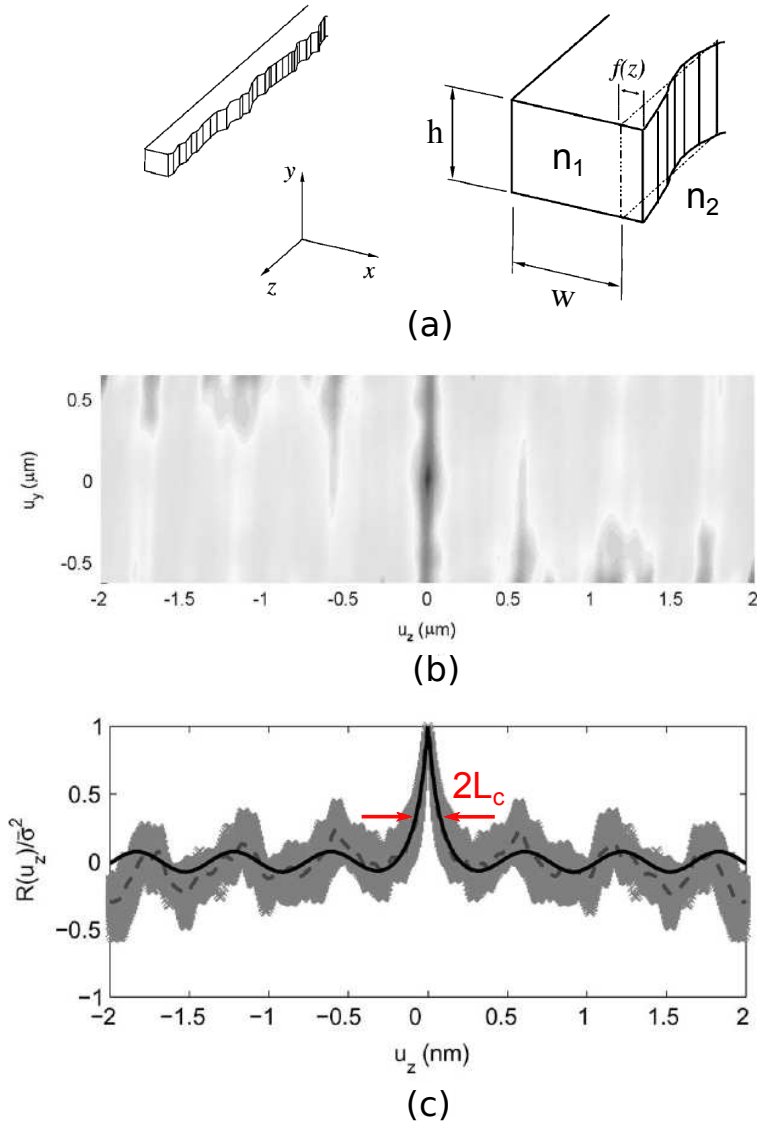 f(z)
h
n1
n2
y
x
z
w
(a)
0.5
0
-0.5
uy (μm)
-2 -1.5 -1 -0.5 0 0.5 1 1.5 2
uz (μm)
(b)
1
0.5
0
−0.5
−1
R(uz)/σ̄²
2Lc
−2 −1.5 −1 −0.5 0 0.5 1 1.5 2
uz (nm)
(c)